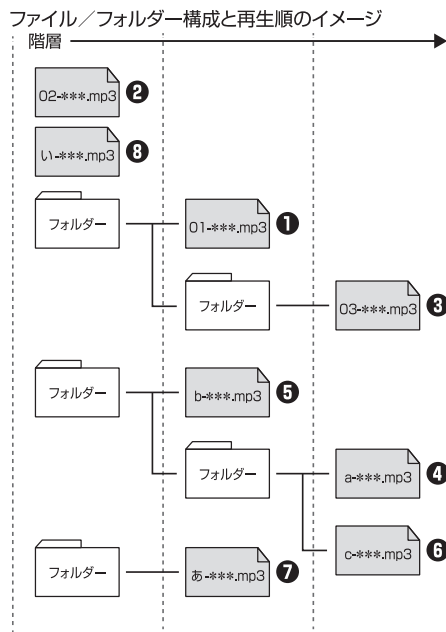 ファイル／フォルダー構成と再生順のイメージ
階層
02-***.mp3 ❷
い-***.mp3 ❽
フォルダー 01-***.mp3 ❶
フォルダー 03-***.mp3 ❸
フォルダー b-***.mp3 ❺
フォルダー a-***.mp3 ❹
c-***.mp3 ❻
フォルダー あ-***.mp3 ❼